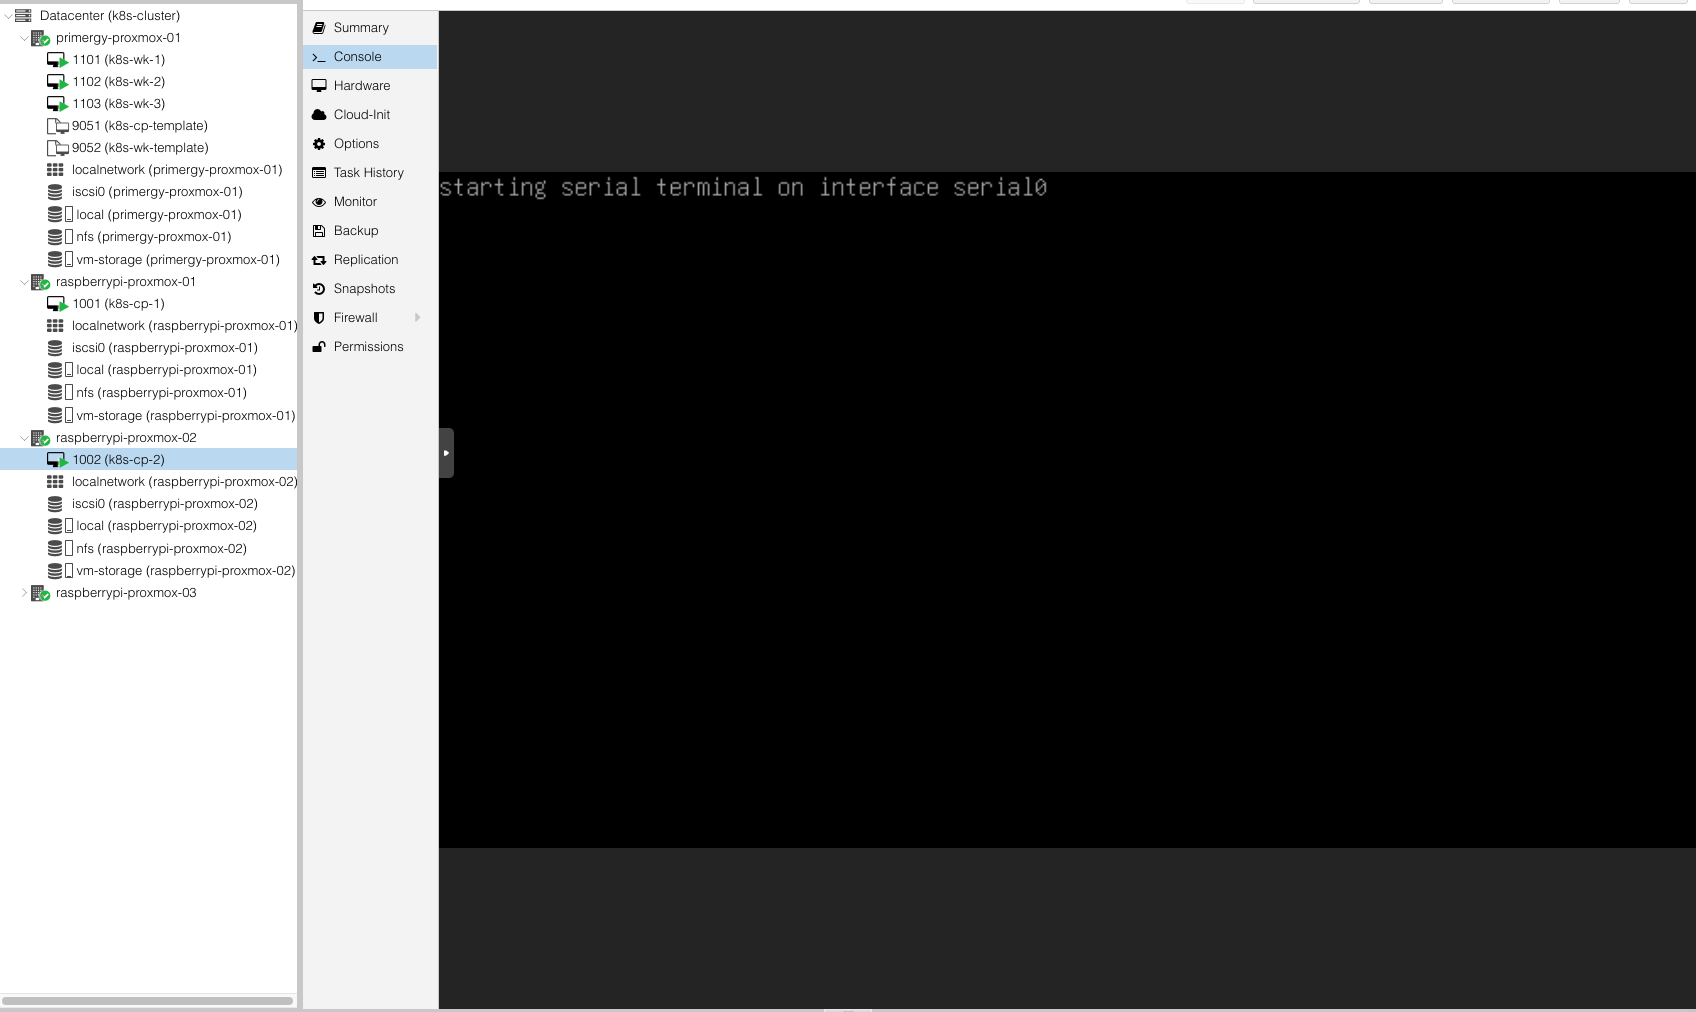 Datacenter (k8s-cluster)
primergy-proxmox-01
1101 (k8s-wk-1)
1102 (k8s-wk-2)
1103 (k8s-wk-3)
9051 (k8s-cp-template)
9052 (k8s-wk-template)
localnetwork (primergy-proxmox-01)
iscsi0 (primergy-proxmox-01)
local (primergy-proxmox-01)
nfs (primergy-proxmox-01)
vm-storage (primergy-proxmox-01)
raspberrypi-proxmox-01
1001 (k8s-cp-1)
localnetwork (raspberrypi-proxmox-01)
iscsi0 (raspberrypi-proxmox-01)
local (raspberrypi-proxmox-01)
nfs (raspberrypi-proxmox-01)
vm-storage (raspberrypi-proxmox-01)
raspberrypi-proxmox-02
1002 (k8s-cp-2)
localnetwork (raspberrypi-proxmox-02)
iscsi0 (raspberrypi-proxmox-02)
local (raspberrypi-proxmox-02)
nfs (raspberrypi-proxmox-02)
vm-storage (raspberrypi-proxmox-02)
raspberrypi-proxmox-03
Summary
Console
Hardware
Cloud-Init
Options
Task History
Monitor
Backup
Replication
Snapshots
Firewall
Permissions
starting serial terminal on interface serial0